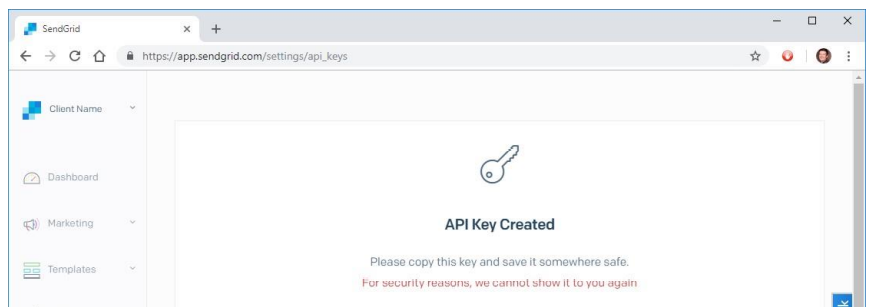 SendGrid
https://app.sendgrid.com/settings/api_keys
Client Name
Dashboard
Marketing
Templates
API Key Created
Please copy this key and save it somewhere safe.
For security reasons, we cannot show it to you again